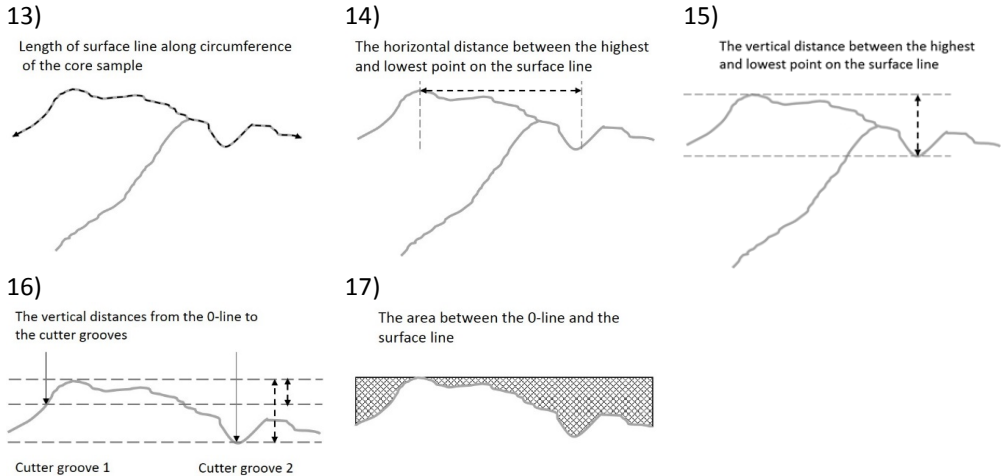 13)
Length of surface line along circumference
of the core sample
14)
The horizontal distance between the highest
and lowest point on the surface line
15)
The vertical distance between the highest
and lowest point on the surface line
16)
The vertical distances from the 0-line to
the cutter grooves
Cutter groove 1
Cutter groove 2
17)
The area between the 0-line and the
surface line